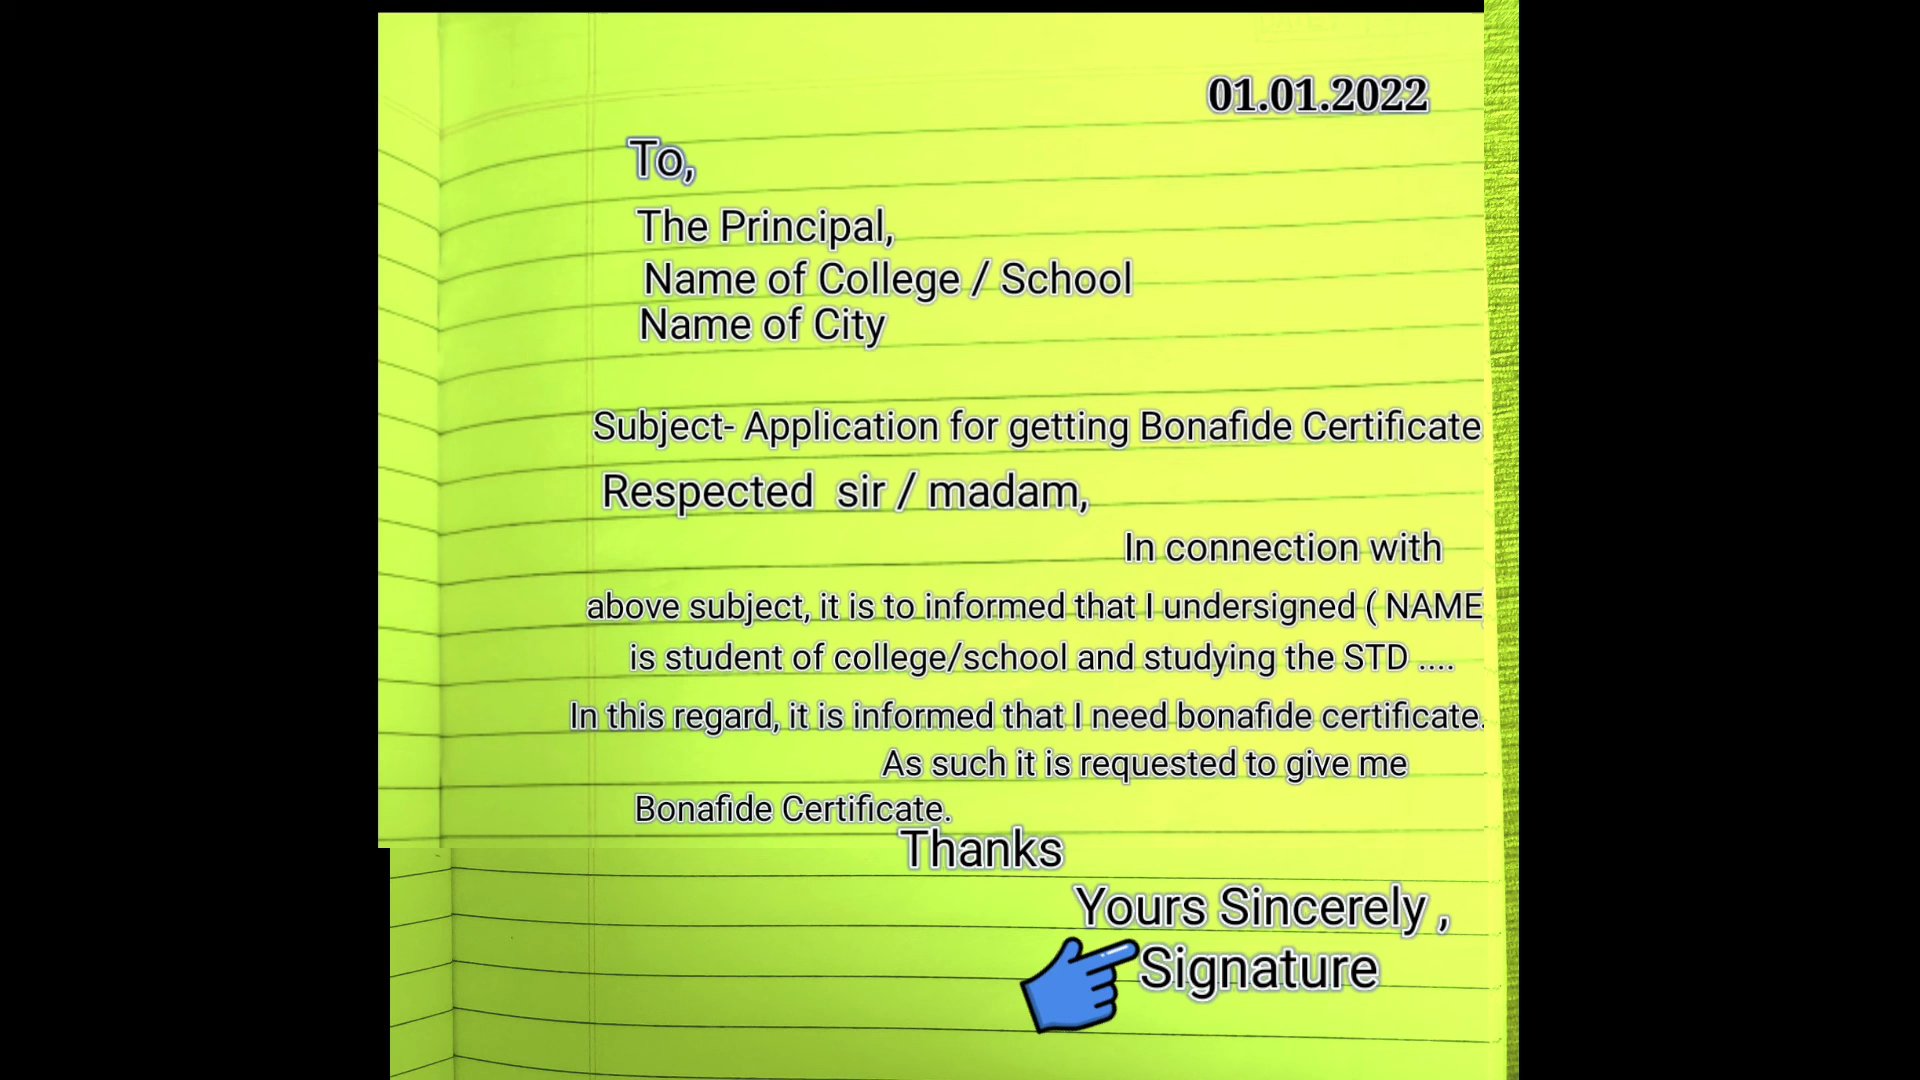 01.01.2022
To,
The Principal,
Name of College / School
Name of City
Subject- Application for getting Bonafide Certificate
Respected sir / madam,
In connection with
above subject, it is to informed that I undersigned ( NAME
is student of college/school and studying the STD ....
In this regard, it is informed that I need bonafide certificate.
As such it is requested to give me
Bonafide Certificate.
Thanks
Yours Sincerely ,
Signature